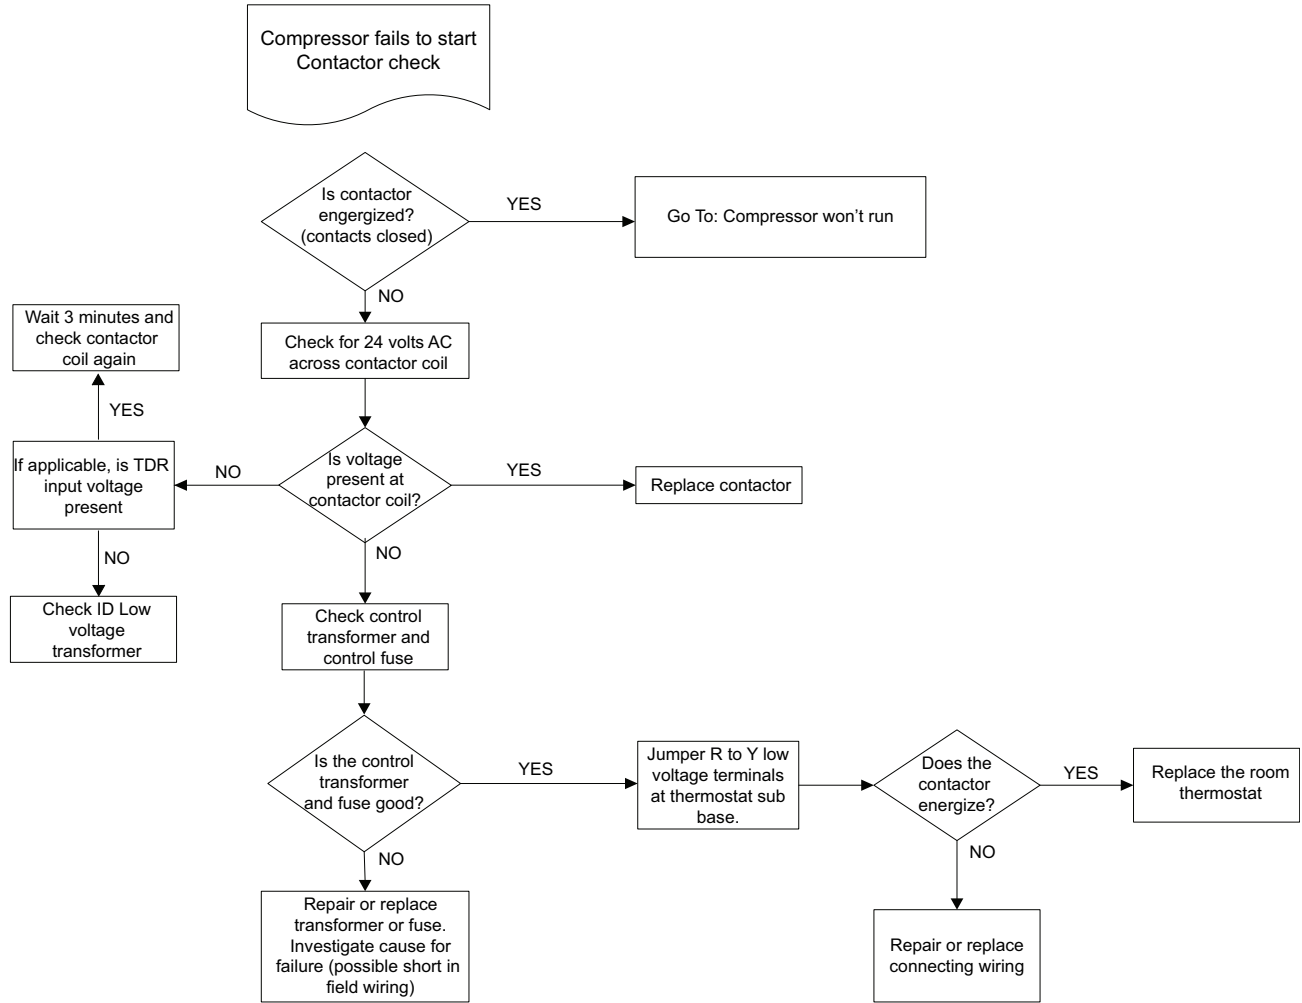 Compressor fails to start
Contactor check
Is contactor
engergized?
(contacts closed)
YES
Go To: Compressor won't run
NO
Wait 3 minutes and
check contactor
coil again
Check for 24 volts AC
across contactor coil
YES
If applicable, is TDR
input voltage
present
NO
Is voltage
present at
contactor coil?
YES
Replace contactor
NO
NO
Check ID Low
voltage
transformer
Check control
transformer and
control fuse
Is the control
transformer
and fuse good?
YES
Jumper R to Y low
voltage terminals
at thermostat sub
base.
Does the
contactor
energize?
YES
Replace the room
thermostat
NO
NO
Repair or replace
transformer or fuse.
Investigate cause for
failure (possible short in
field wiring)
Repair or replace
connecting wiring